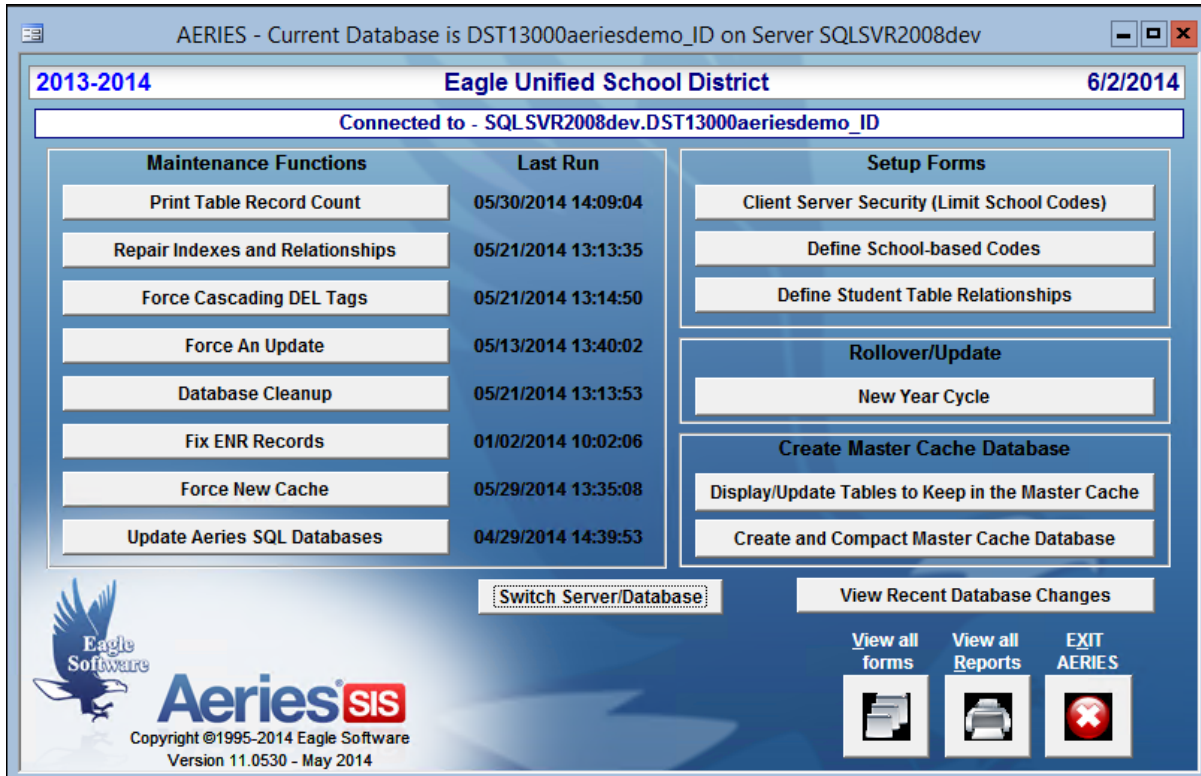 AERIES - Current Database is DST13000aeriesdemo_ID on Server SQLSVR2008dev
2013-2014 Eagle Unified School District 6/2/2014
Connected to - SQLSVR2008dev.DST13000aeriesdemo_ID
Maintenance Functions Last Run
Print Table Record Count 05/30/2014 14:09:04
Repair Indexes and Relationships 05/21/2014 13:13:35
Force Cascading DEL Tags 05/21/2014 13:14:50
Force An Update 05/13/2014 13:40:02
Database Cleanup 05/21/2014 13:13:53
Fix ENR Records 01/02/2014 10:02:06
Force New Cache 05/29/2014 13:35:08
Update Aeries SQL Databases 04/29/2014 14:39:53
Setup Forms
Client Server Security (Limit School Codes)
Define School-based Codes
Define Student Table Relationships
Rollover/Update
New Year Cycle
Create Master Cache Database
Display/Update Tables to Keep in the Master Cache
Create and Compact Master Cache Database
Switch Server/Database
View Recent Database Changes
Eagle
Software
Aeries SIS
Copyright ©1995-2014 Eagle Software
Version 11.0530 - May 2014
View all
forms
View all
Reports
EXIT
AERIES